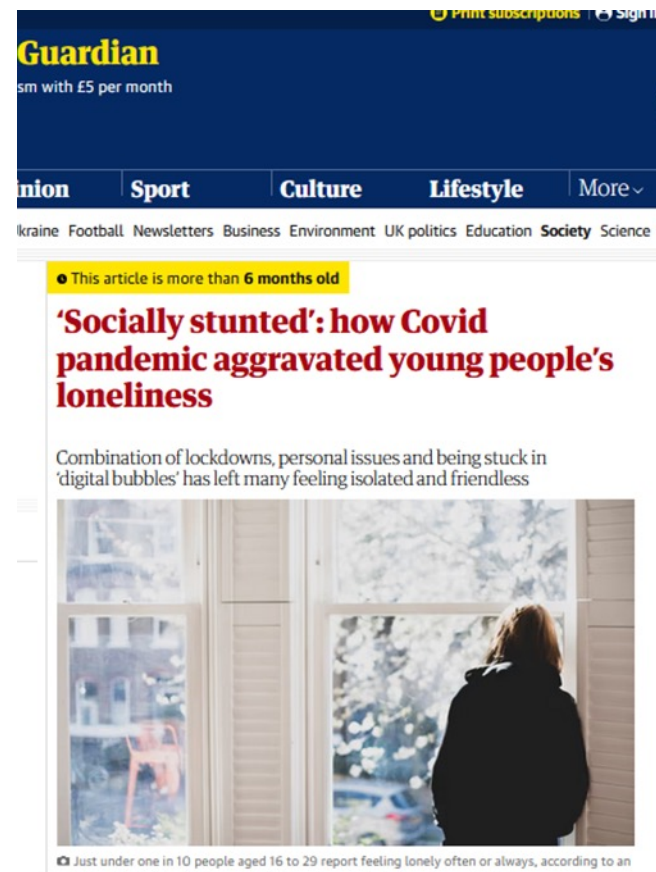 Print subscriptions
Guardian
sm with £5 per month
inion Sport Culture Lifestyle More
kraine Football Newsletters Business Environment UK politics Education Society Science
This article is more than 6 months old
‘Socially stunted’: how Covid
pandemic aggravated young people’s
loneliness
Combination of lockdowns, personal issues and being stuck in
‘digital bubbles’ has left many feeling isolated and friendless
Just under one in 10 people aged 16 to 29 report feeling lonely often or always, according to an